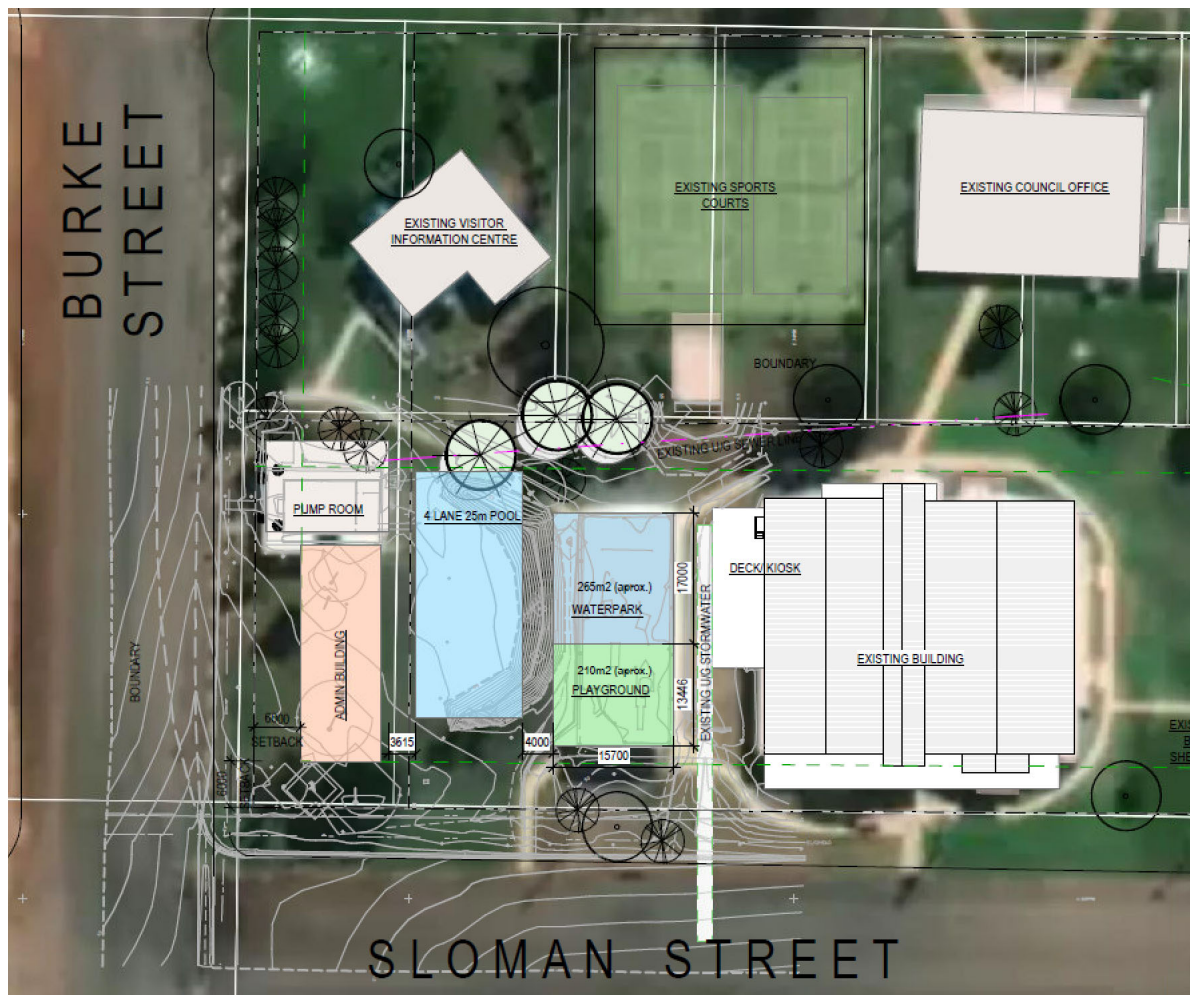 BURKE
STREET
EXISTING SPORTS
COURTS
EXISTING COUNCIL OFFICE
EXISTING VISITOR
INFORMATION CENTRE
BOUNDARY
EXISTING U/G SEWER LINE
PUMP ROOM
4 LANE 25m POOL
DECK/ KIOSK
17000
265m2 (aprox.)
WATERPARK
EXISTING U/G STORMWATER
EXISTING BUILDING
BOUNDARY
ADMIN BUILDING
210m2 (aprox.)
PLAYGROUND
13446
6000
SETBACK
3615
4000
15700
6000
SETBACK
SLOMAN STREET